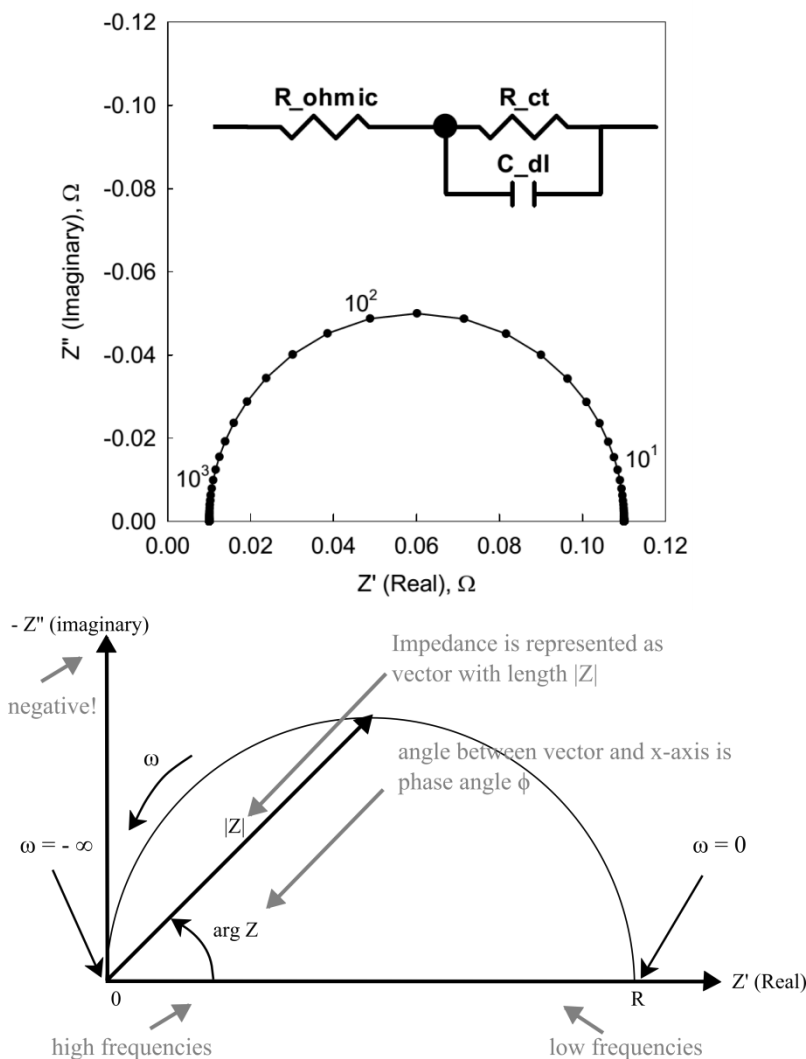 -0.12
-0.10
-0.08
-0.06
-0.04
-0.02
0.00
Z" (Imaginary), Ω
R_ohmic
R_ct
C_dl
10²
10³
10¹
0.00 0.02 0.04 0.06 0.08 0.10 0.12
Z' (Real), Ω
- Z'' (imaginary)
negative!
Impedance is represented as
vector with length |Z|
angle between vector and x-axis is
phase angle ϕ
ω
|Z|
ω = - ∞
ω = 0
arg Z
0
R
Z' (Real)
high frequencies
low frequencies